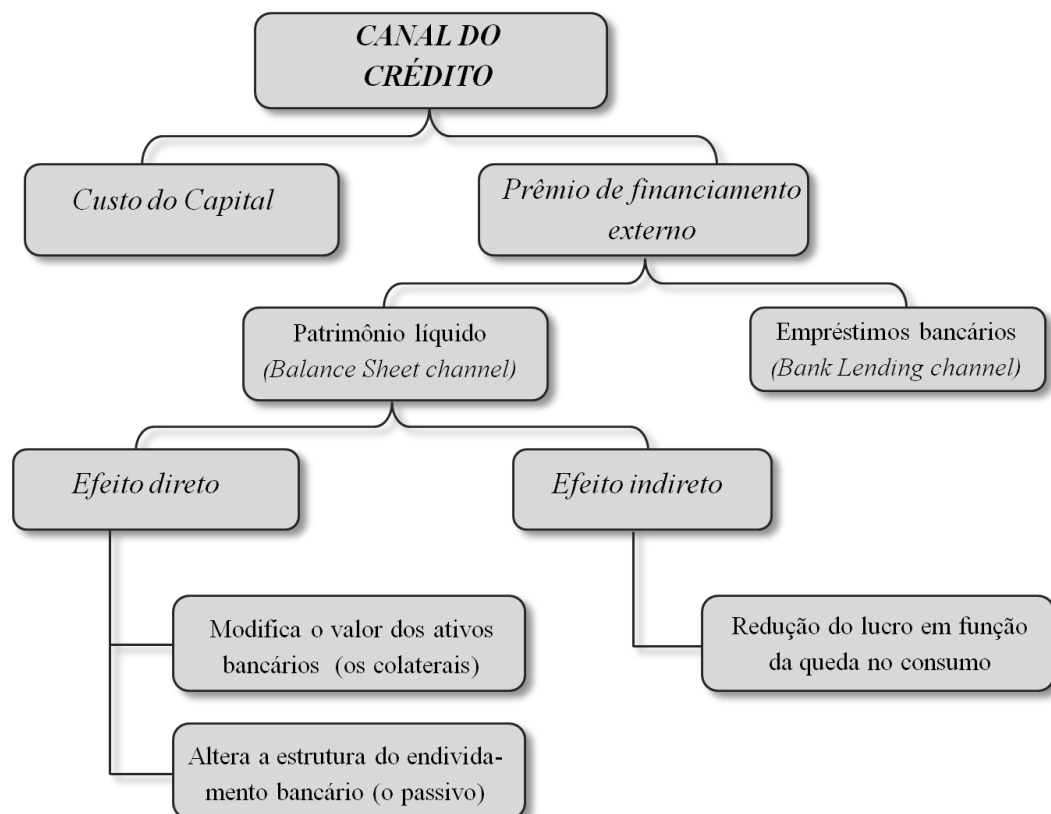 CANAL DO
CRÉDITO
Custo do Capital
Prêmio de financiamento
externo
Patrimônio líquido
(Balance Sheet channel)
Empréstimos bancários
(Bank Lending channel)
Efeito direto
Efeito indireto
Modifica o valor dos ativos
bancários (os colaterais)
Redução do lucro em função
da queda no consumo
Altera a estrutura do endivida-
mento bancário (o passivo)